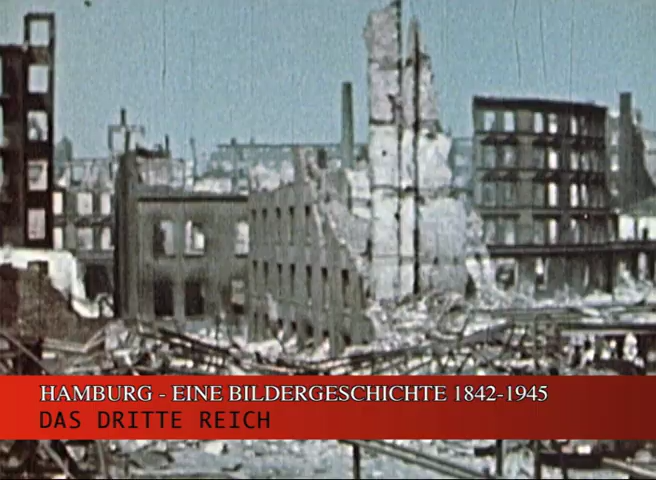 HAMBURG - EINE BILDERGESCHICHTE 1842-1945
DAS DRITTE REICH